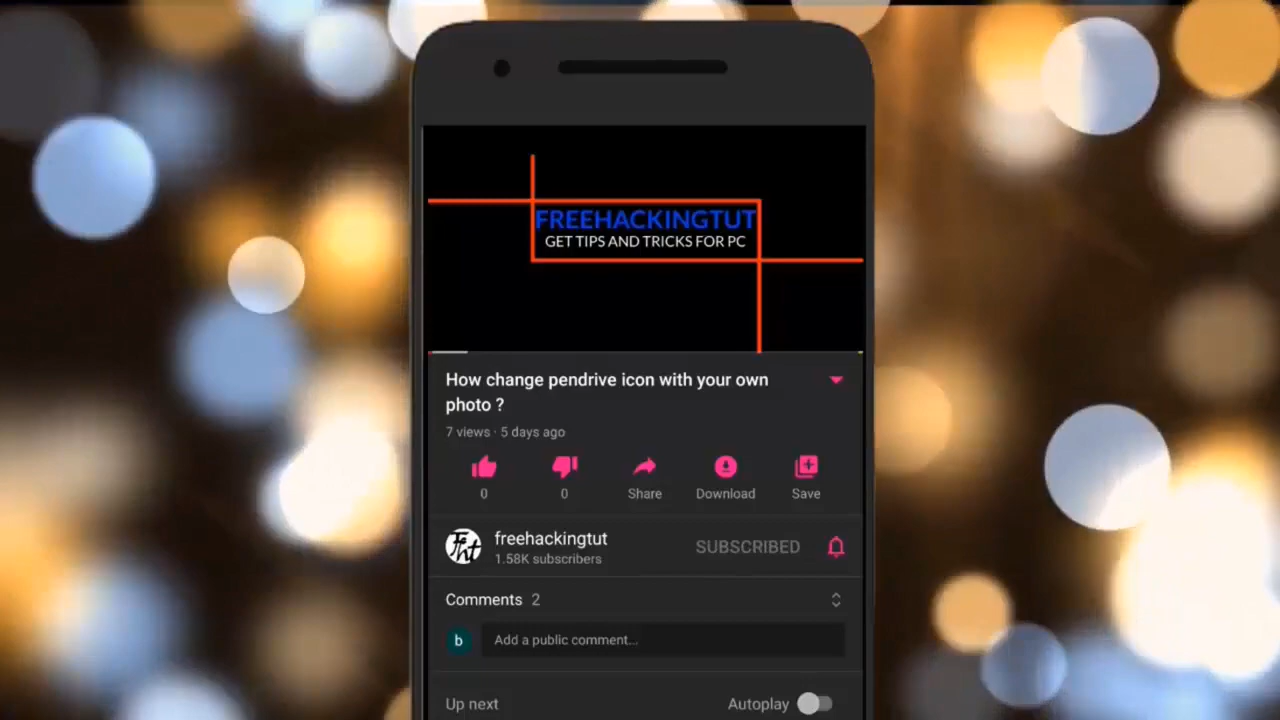 FREEHACKINGTUT
GET TIPS AND TRICKS FOR PC
How change pendrive icon with your own
photo ?
7 views · 5 days ago
0
0
Share
Download
Save
freehackingtut
1.58K subscribers
SUBSCRIBED
Comments 2
b
Add a public comment...
Up next
Autoplay